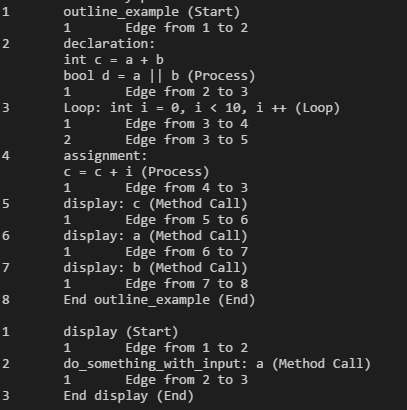 1 outline_example (Start)
1 Edge from 1 to 2
2 declaration:
int c = a + b
bool d = a || b (Process)
1 Edge from 2 to 3
3 Loop: int i = 0, i < 10, i ++ (Loop)
1 Edge from 3 to 4
2 Edge from 3 to 5
4 assignment:
c = c + i (Process)
1 Edge from 4 to 3
5 display: c (Method Call)
1 Edge from 5 to 6
6 display: a (Method Call)
1 Edge from 6 to 7
7 display: b (Method Call)
1 Edge from 7 to 8
8 End outline_example (End)
1 display (Start)
1 Edge from 1 to 2
2 do_something_with_input: a (Method Call)
1 Edge from 2 to 3
3 End display (End)